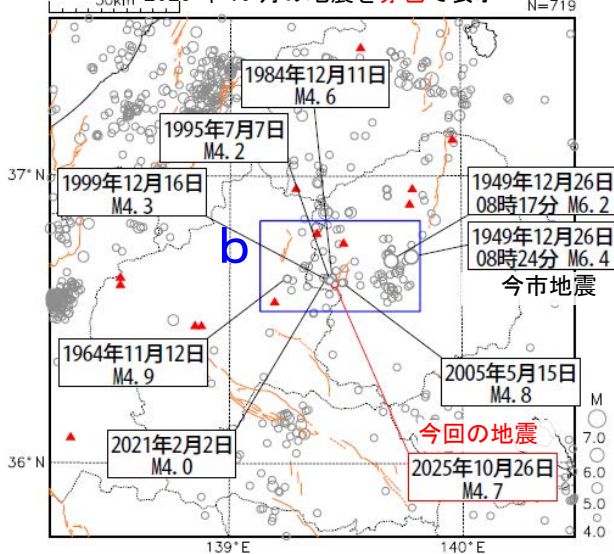 50km
N=719
1984年12月11日
M4.6
1995年7月7日
M4.2
37°N
1999年12月16日
M4.3
1949年12月26日
08時17分 M6.2
b
1949年12月26日
08時24分 M6.4
今市地震
1964年11月12日
M4.9
2005年5月15日
M4.8
M
7.0
6.0
5.0
4.0
今回の地震
2021年2月2日
M4.0
36°N
2025年10月26日
M4.7
139°E
140°E